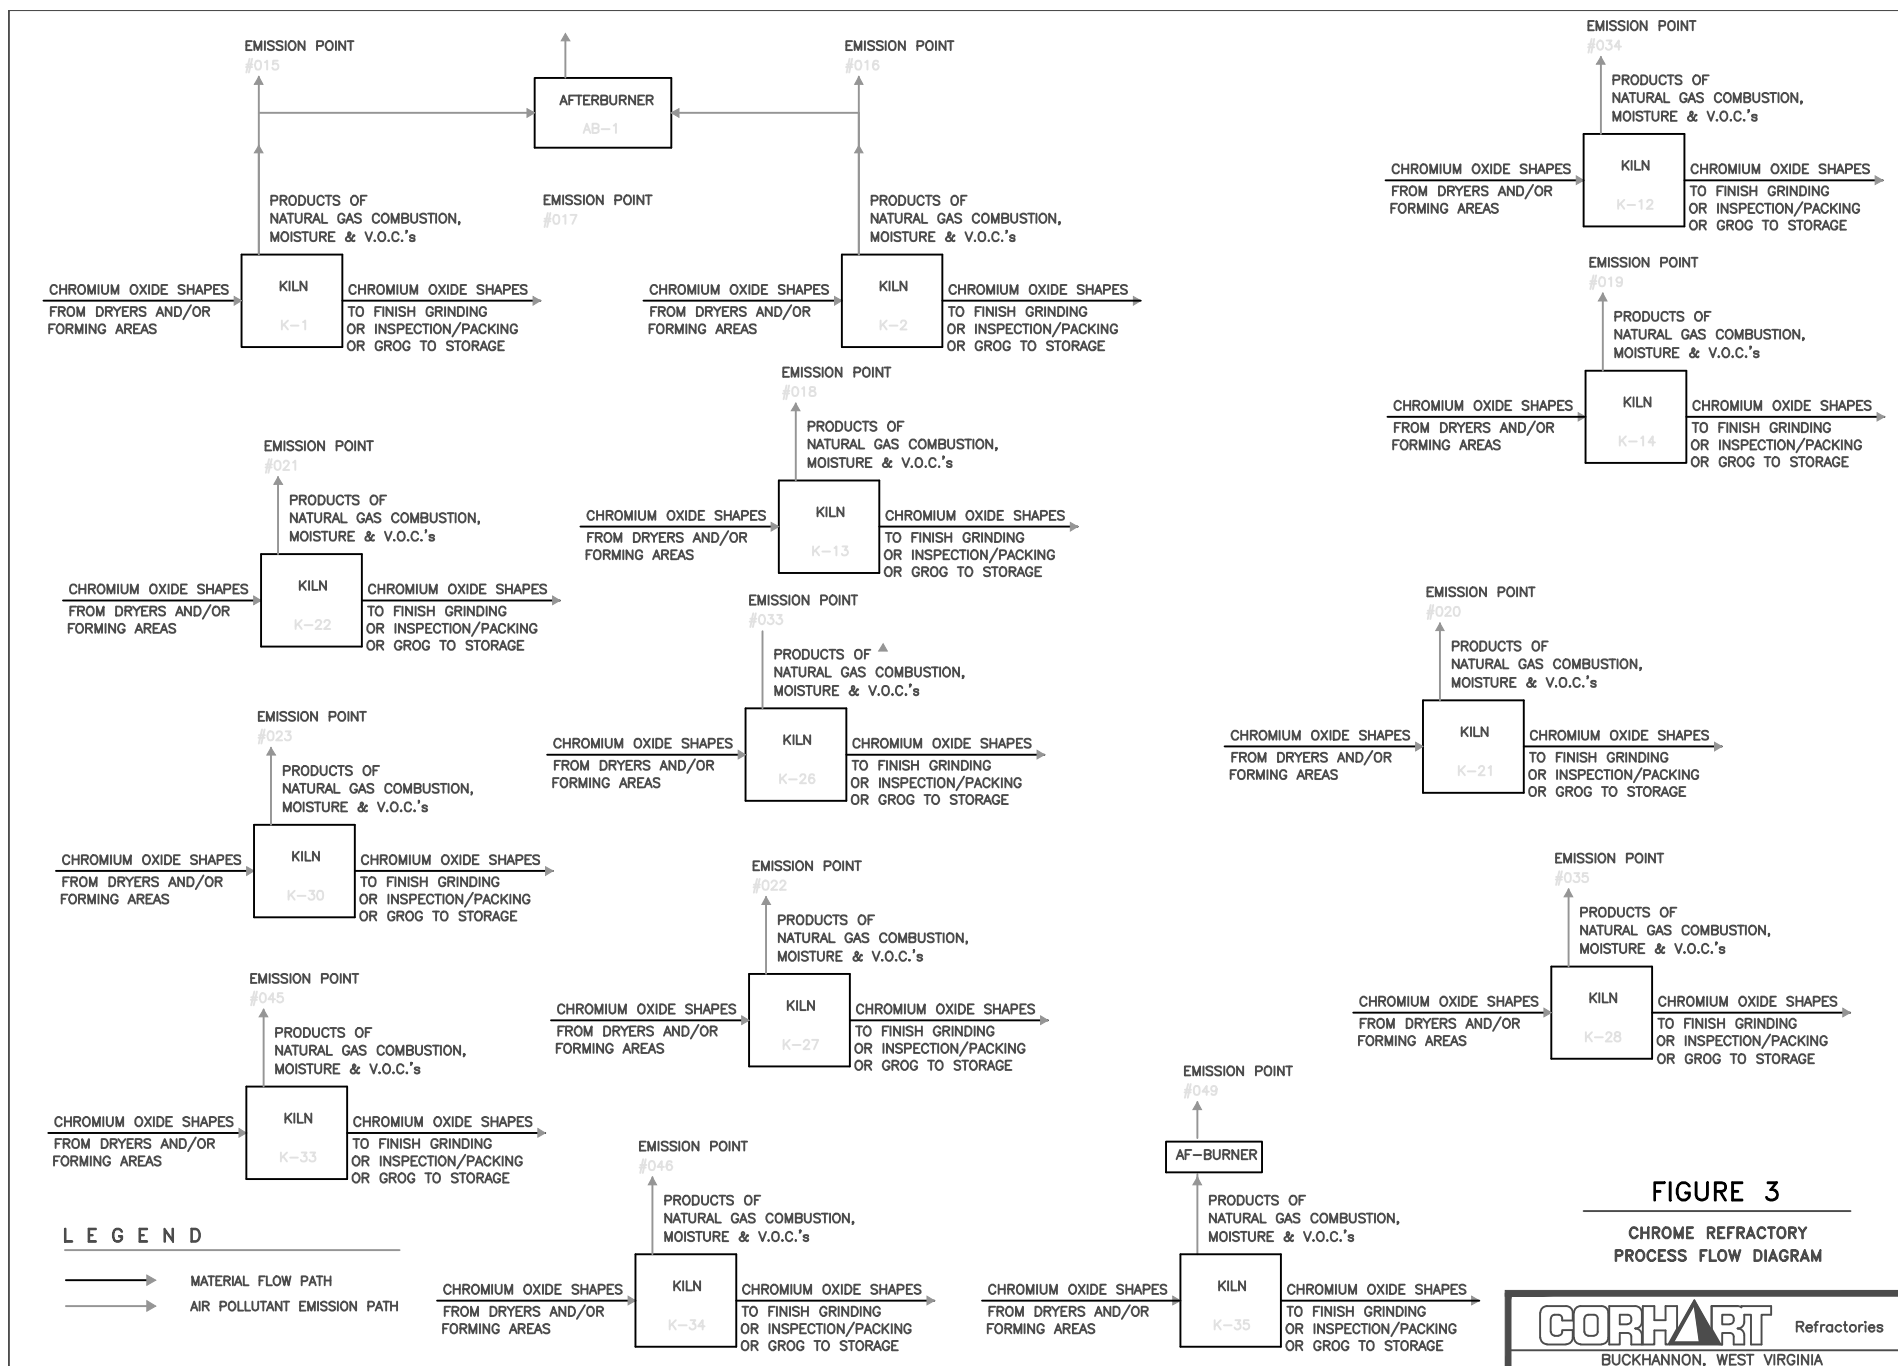 EMISSION POINT
#015
AFTERBURNER
AB-1
EMISSION POINT
#016
EMISSION POINT
#034
PRODUCTS OF
NATURAL GAS COMBUSTION,
MOISTURE & V.O.C.'s
KILN
K-12
CHROMIUM OXIDE SHAPES
FROM DRYERS AND/OR
FORMING AREAS
CHROMIUM OXIDE SHAPES
TO FINISH GRINDING
OR INSPECTION/PACKING
OR GROG TO STORAGE
PRODUCTS OF
NATURAL GAS COMBUSTION,
MOISTURE & V.O.C.'s
EMISSION POINT
#017
PRODUCTS OF
NATURAL GAS COMBUSTION,
MOISTURE & V.O.C.'s
CHROMIUM OXIDE SHAPES
FROM DRYERS AND/OR
FORMING AREAS
KILN
K-1
CHROMIUM OXIDE SHAPES
TO FINISH GRINDING
OR INSPECTION/PACKING
OR GROG TO STORAGE
CHROMIUM OXIDE SHAPES
FROM DRYERS AND/OR
FORMING AREAS
KILN
K-2
CHROMIUM OXIDE SHAPES
TO FINISH GRINDING
OR INSPECTION/PACKING
OR GROG TO STORAGE
EMISSION POINT
#019
PRODUCTS OF
NATURAL GAS COMBUSTION,
MOISTURE & V.O.C.'s
CHROMIUM OXIDE SHAPES
FROM DRYERS AND/OR
FORMING AREAS
KILN
K-14
CHROMIUM OXIDE SHAPES
TO FINISH GRINDING
OR INSPECTION/PACKING
OR GROG TO STORAGE
EMISSION POINT
#018
PRODUCTS OF
NATURAL GAS COMBUSTION,
MOISTURE & V.O.C.'s
CHROMIUM OXIDE SHAPES
FROM DRYERS AND/OR
FORMING AREAS
KILN
K-13
CHROMIUM OXIDE SHAPES
TO FINISH GRINDING
OR INSPECTION/PACKING
OR GROG TO STORAGE
EMISSION POINT
#021
PRODUCTS OF
NATURAL GAS COMBUSTION,
MOISTURE & V.O.C.'s
CHROMIUM OXIDE SHAPES
FROM DRYERS AND/OR
FORMING AREAS
KILN
K-22
CHROMIUM OXIDE SHAPES
TO FINISH GRINDING
OR INSPECTION/PACKING
OR GROG TO STORAGE
EMISSION POINT
#033
PRODUCTS OF
NATURAL GAS COMBUSTION,
MOISTURE & V.O.C.'s
CHROMIUM OXIDE SHAPES
FROM DRYERS AND/OR
FORMING AREAS
KILN
K-26
CHROMIUM OXIDE SHAPES
TO FINISH GRINDING
OR INSPECTION/PACKING
OR GROG TO STORAGE
EMISSION POINT
#020
PRODUCTS OF
NATURAL GAS COMBUSTION,
MOISTURE & V.O.C.'s
CHROMIUM OXIDE SHAPES
FROM DRYERS AND/OR
FORMING AREAS
KILN
K-21
CHROMIUM OXIDE SHAPES
TO FINISH GRINDING
OR INSPECTION/PACKING
OR GROG TO STORAGE
EMISSION POINT
#023
PRODUCTS OF
NATURAL GAS COMBUSTION,
MOISTURE & V.O.C.'s
CHROMIUM OXIDE SHAPES
FROM DRYERS AND/OR
FORMING AREAS
KILN
K-30
CHROMIUM OXIDE SHAPES
TO FINISH GRINDING
OR INSPECTION/PACKING
OR GROG TO STORAGE
EMISSION POINT
#022
PRODUCTS OF
NATURAL GAS COMBUSTION,
MOISTURE & V.O.C.'s
CHROMIUM OXIDE SHAPES
FROM DRYERS AND/OR
FORMING AREAS
KILN
K-27
CHROMIUM OXIDE SHAPES
TO FINISH GRINDING
OR INSPECTION/PACKING
OR GROG TO STORAGE
EMISSION POINT
#035
PRODUCTS OF
NATURAL GAS COMBUSTION,
MOISTURE & V.O.C.'s
CHROMIUM OXIDE SHAPES
FROM DRYERS AND/OR
FORMING AREAS
KILN
K-28
CHROMIUM OXIDE SHAPES
TO FINISH GRINDING
OR INSPECTION/PACKING
OR GROG TO STORAGE
EMISSION POINT
#045
PRODUCTS OF
NATURAL GAS COMBUSTION,
MOISTURE & V.O.C.'s
CHROMIUM OXIDE SHAPES
FROM DRYERS AND/OR
FORMING AREAS
KILN
K-33
CHROMIUM OXIDE SHAPES
TO FINISH GRINDING
OR INSPECTION/PACKING
OR GROG TO STORAGE
EMISSION POINT
#046
PRODUCTS OF
NATURAL GAS COMBUSTION,
MOISTURE & V.O.C.'s
CHROMIUM OXIDE SHAPES
FROM DRYERS AND/OR
FORMING AREAS
KILN
K-34
CHROMIUM OXIDE SHAPES
TO FINISH GRINDING
OR INSPECTION/PACKING
OR GROG TO STORAGE
EMISSION POINT
#049
AF-BURNER
PRODUCTS OF
NATURAL GAS COMBUSTION,
MOISTURE & V.O.C.'s
CHROMIUM OXIDE SHAPES
FROM DRYERS AND/OR
FORMING AREAS
KILN
K-35
CHROMIUM OXIDE SHAPES
TO FINISH GRINDING
OR INSPECTION/PACKING
OR GROG TO STORAGE
LEGEND
MATERIAL FLOW PATH
AIR POLLUTANT EMISSION PATH
FIGURE 3
CHROME REFRACTORY
PROCESS FLOW DIAGRAM
CORHART Refractories
BUCKHANNON, WEST VIRGINIA